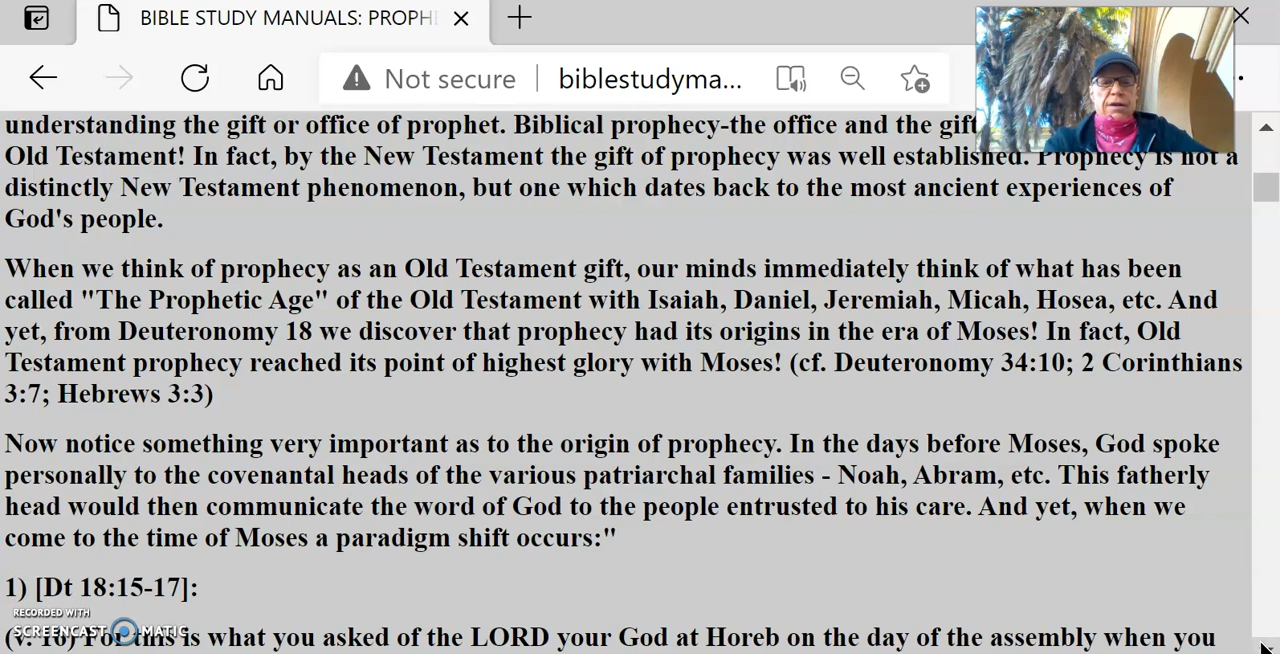 BIBLE STUDY MANUALS: PROPH
Not secure
biblestudyma...
understanding the gift or office of prophet. Biblical prophecy-the office and the gift
Old Testament! In fact, by the New Testament the gift of prophecy was well established. Prophecy is not a
distinctly New Testament phenomenon, but one which dates back to the most ancient experiences of
God's people.
When we think of prophecy as an Old Testament gift, our minds immediately think of what has been
called "The Prophetic Age" of the Old Testament with Isaiah, Daniel, Jeremiah, Micah, Hosea, etc. And
yet, from Deuteronomy 18 we discover that prophecy had its origins in the era of Moses! In fact, Old
Testament prophecy reached its point of highest glory with Moses! (cf. Deuteronomy 34:10; 2 Corinthians
3:7; Hebrews 3:3)
Now notice something very important as to the origin of prophecy. In the days before Moses, God spoke
personally to the covenantal heads of the various patriarchal families - Noah, Abram, etc. This fatherly
head would then communicate the word of God to the people entrusted to his care. And yet, when we
come to the time of Moses a paradigm shift occurs:"
1) [Dt 18:15-17]:
RECORDED WITH
SCREENCAST MATIC
(v. 16) For this is what you asked of the LORD your God at Horeb on the day of the assembly when you